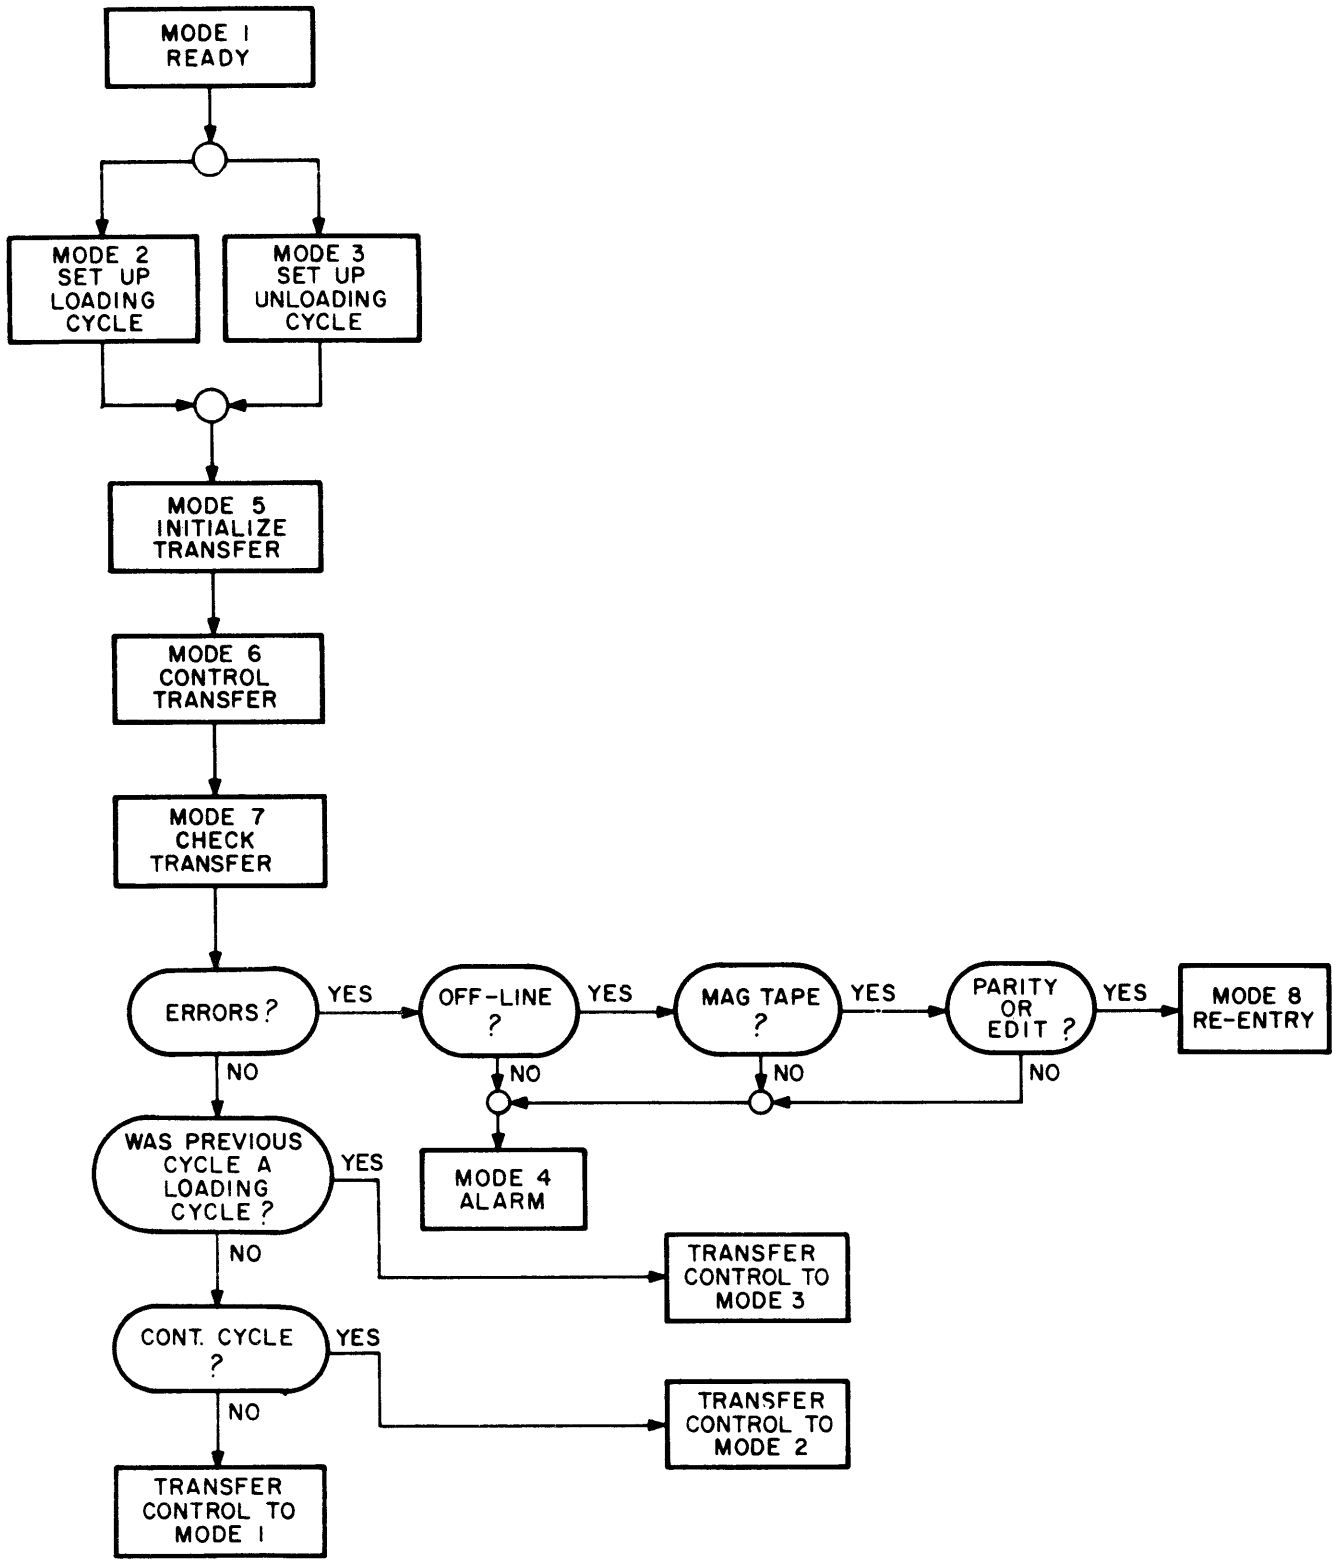 MODE 1
READY
MODE 2
SET UP
LOADING
CYCLE
MODE 3
SET UP
UNLOADING
CYCLE
MODE 5
INITIALIZE
TRANSFER
MODE 6
CONTROL
TRANSFER
MODE 7
CHECK
TRANSFER
ERRORS?
YES
OFF-LINE
?
YES
MAG TAPE
?
YES
PARITY
OR
EDIT ?
YES
MODE 8
RE-ENTRY
NO
NO
NO
NO
WAS PREVIOUS
CYCLE A
LOADING
CYCLE?
YES
MODE 4
ALARM
NO
TRANSFER
CONTROL TO
MODE 3
CONT. CYCLE
?
YES
NO
TRANSFER
CONTROL TO
MODE 2
TRANSFER
CONTROL TO
MODE 1